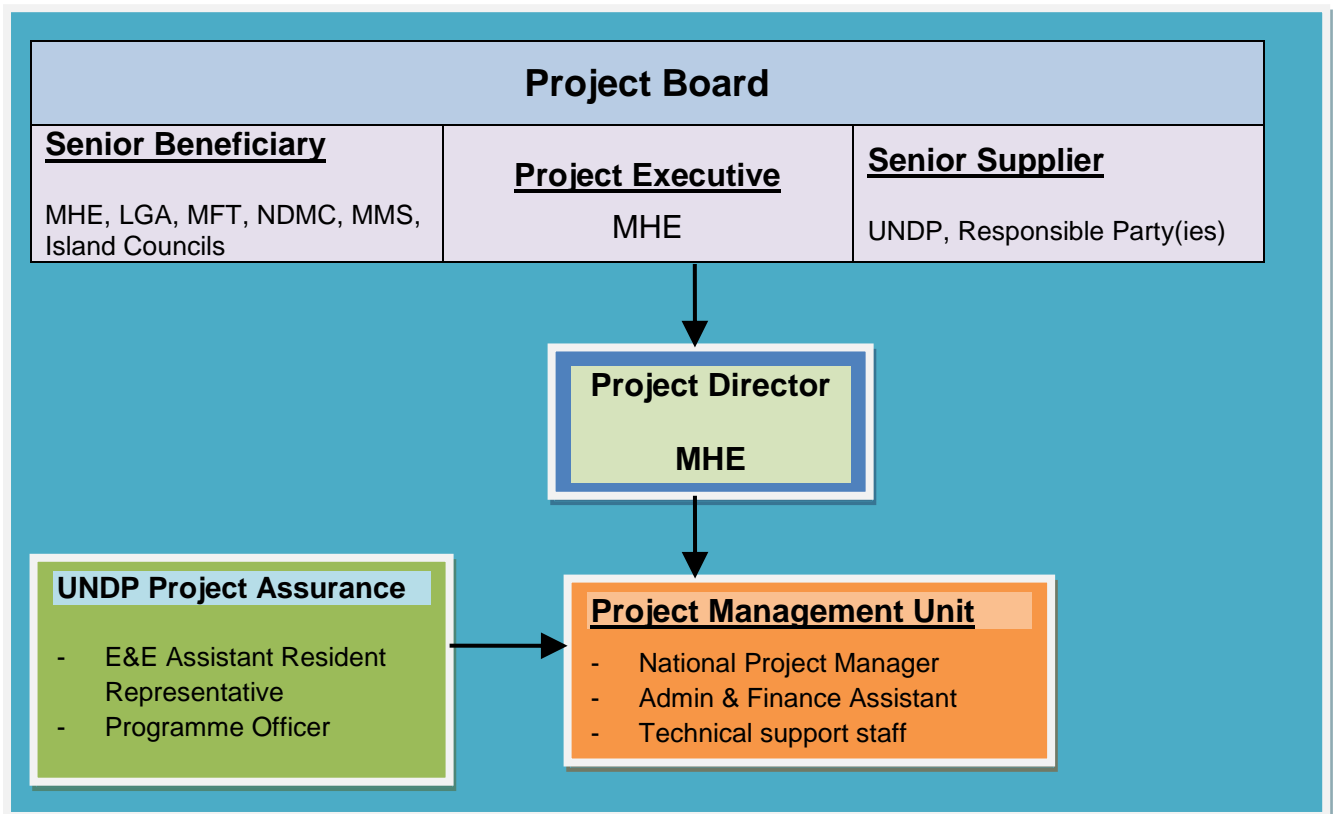 Project Board
Senior Beneficiary
MHE, LGA, MFT, NDMC, MMS,
Island Councils
Project Executive
MHE
Senior Supplier
UNDP, Responsible Party(ies)
Project Director
MHE
UNDP Project Assurance
- E&E Assistant Resident
Representative
- Programme Officer
Project Management Unit
- National Project Manager
- Admin & Finance Assistant
- Technical support staff